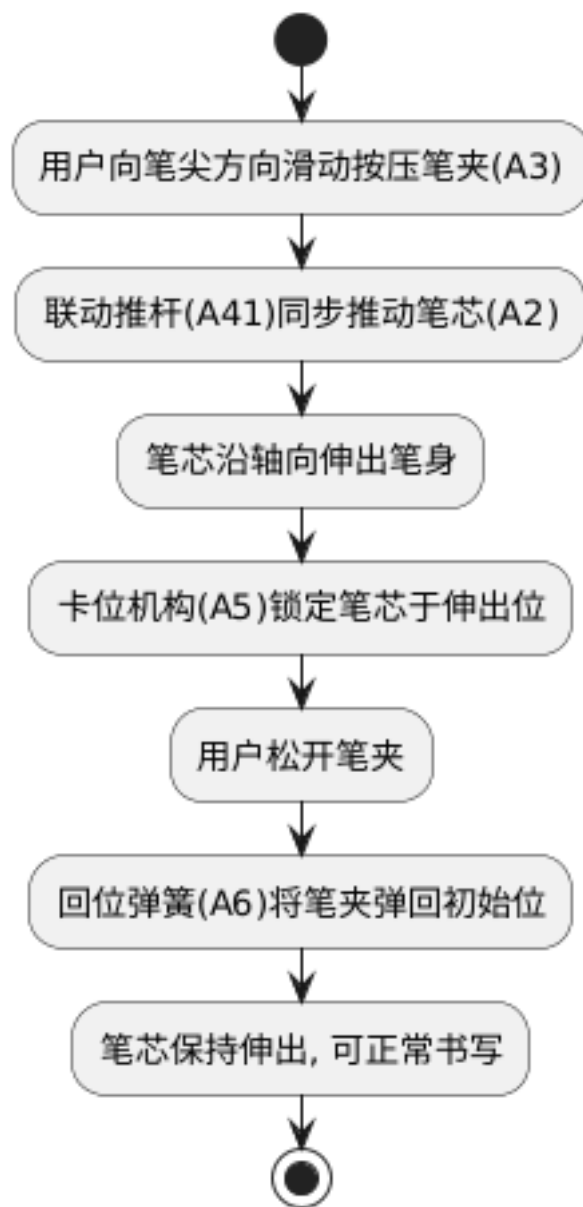 用户向笔尖方向滑动按压笔夹(A3)
联动推杆(A41)同步推动笔芯(A2)
笔芯沿轴向伸出笔身
卡位机构(A5)锁定笔芯于伸出位
用户松开笔夹
回位弹簧(A6)将笔夹弹回初始位
笔芯保持伸出, 可正常书写